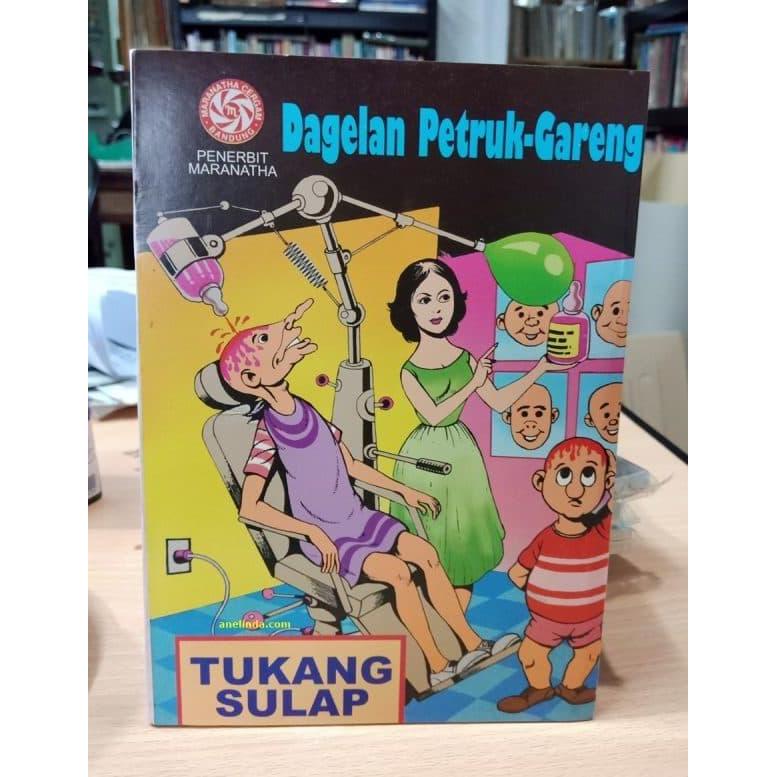 MARANATHA CERGAM
BANDUNG
PENERBIT
MARANATHA
Dagelan Petruk-Gareng
anelinda.com
TUKANG
SULAP